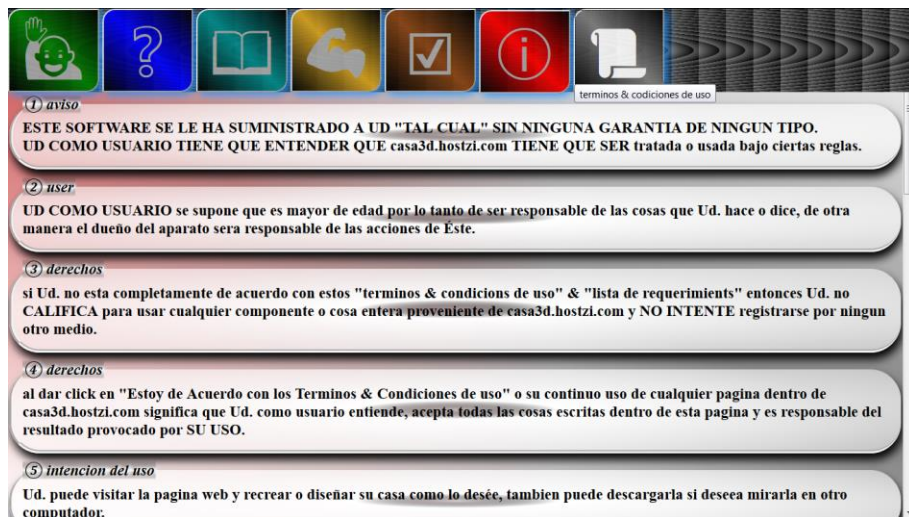 terminos & codiciones de uso
① aviso
ESTE SOFTWARE SE LE HA SUMINISTRADO A UD "TAL CUAL" SIN NINGUNA GARANTIA DE NINGUN TIPO.
UD COMO USUARIO TIENE QUE ENTENDER QUE casa3d.hostzi.com TIENE QUE SER tratada o usada bajo ciertas reglas.
② user
UD COMO USUARIO se supone que es mayor de edad por lo tanto de ser responsable de las cosas que Ud. hace o dice, de otra
manera el dueño del aparato sera responsable de las acciones de Éste.
③ derechos
si Ud. no esta completamente de acuerdo con estos "terminos & condicions de uso" & "lista de requerimients" entonces Ud. no
CALIFICA para usar cualquier componente o cosa entera proveniente de casa3d.hostzi.com y NO INTENTE registrarse por ningun
otro medio.
④ derechos
al dar click en "Estoy de Acuerdo con los Terminos & Condiciones de uso" o su continuo uso de cualquier pagina dentro de
casa3d.hostzi.com significa que Ud. como usuario entiende, acepta todas las cosas escritas dentro de esta pagina y es responsable del
resultado provocado por SU USO.
⑤ intencion del uso
Ud. puede visitar la pagina web y recrear o diseñar su casa como lo desée, tambien puede descargarla si deseea mirarla en otro
computador.